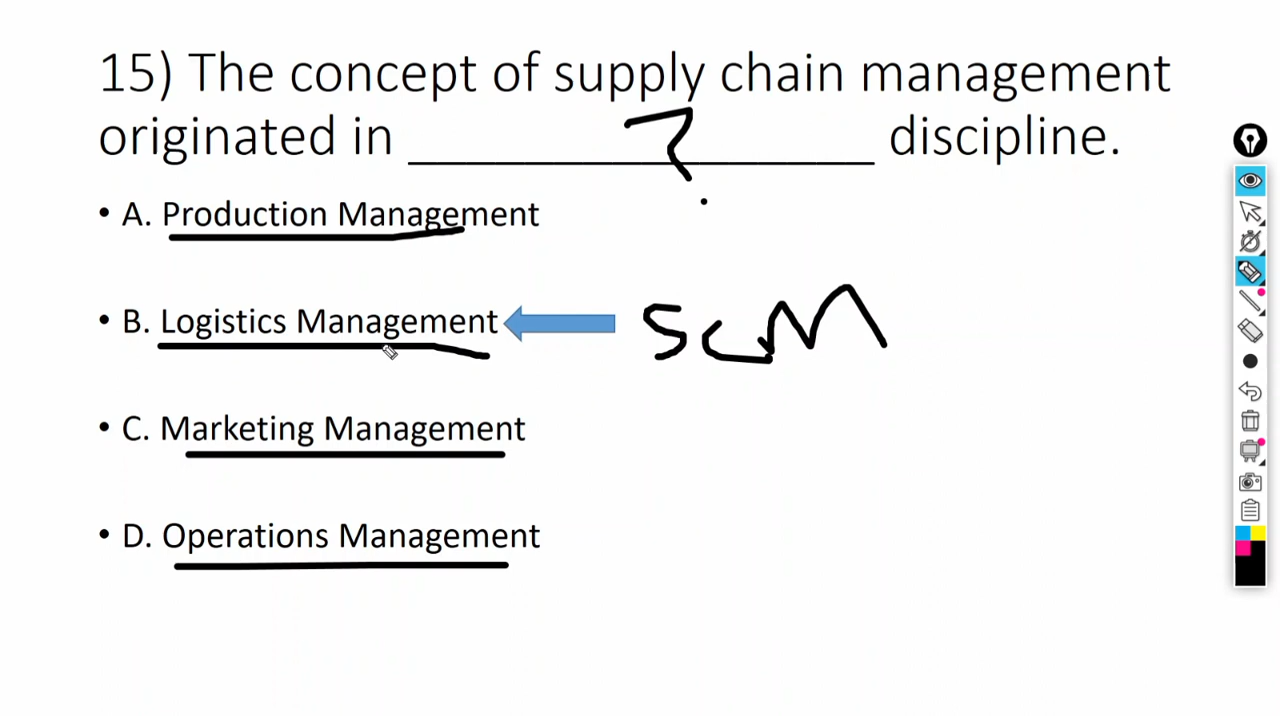 15) The concept of supply chain management
originated in ________________ discipline.
?
• A. Production Management
• B. Logistics Management
SCM
• C. Marketing Management
• D. Operations Management